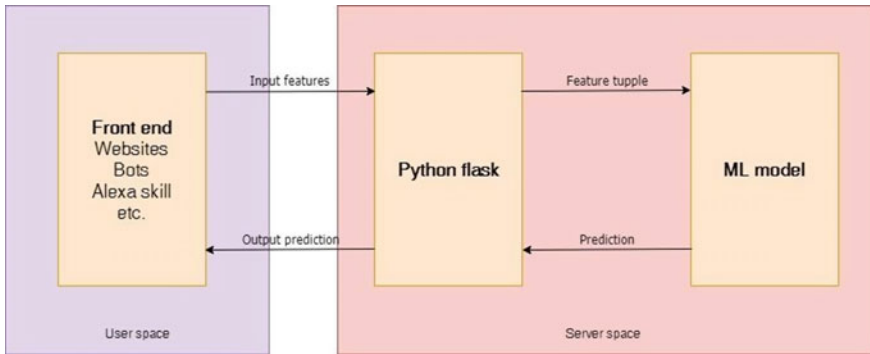 Front end
Websites
Bots
Alexa skill
etc.
Input features
Output prediction
User space
Python flask
Feature tupple
Prediction
ML model
Server space